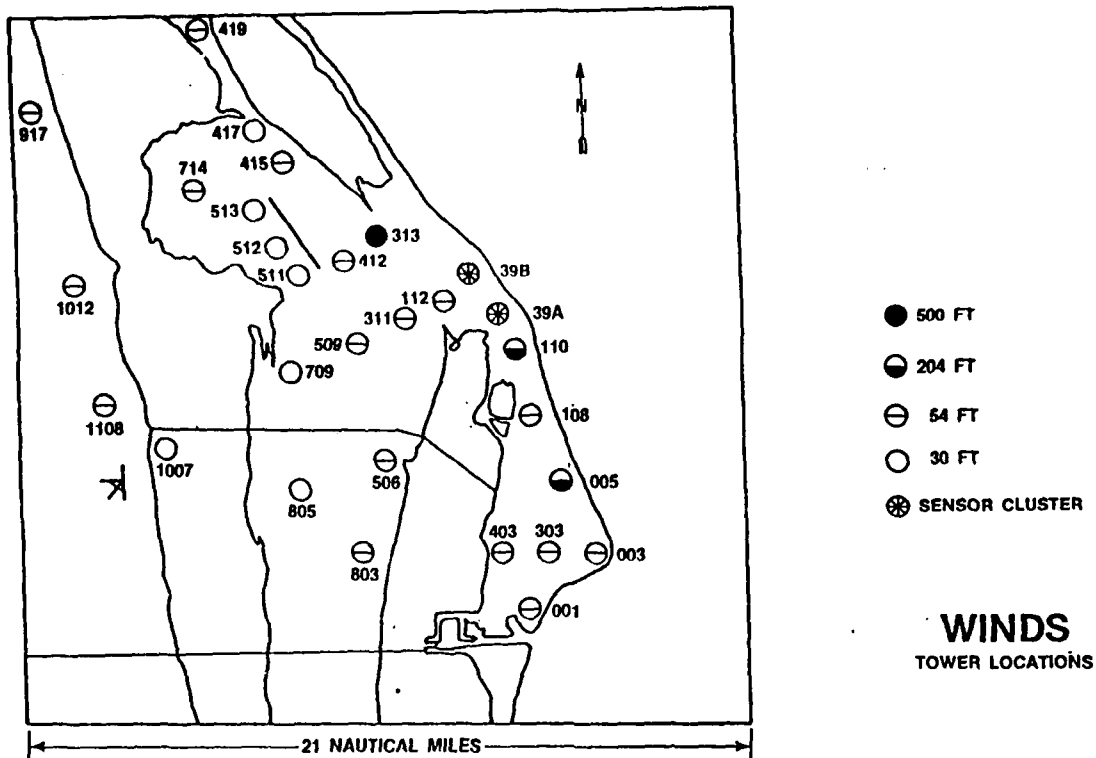 419
917
417
415
714
513
313
512
412
511
39B
1012
112
39A
311
110
509
709
1108
108
1007
506
005
805
403
303
003
803
001
N
21 NAUTICAL MILES
500 FT
204 FT
54 FT
30 FT
SENSOR CLUSTER
WINDS
TOWER LOCATIONS